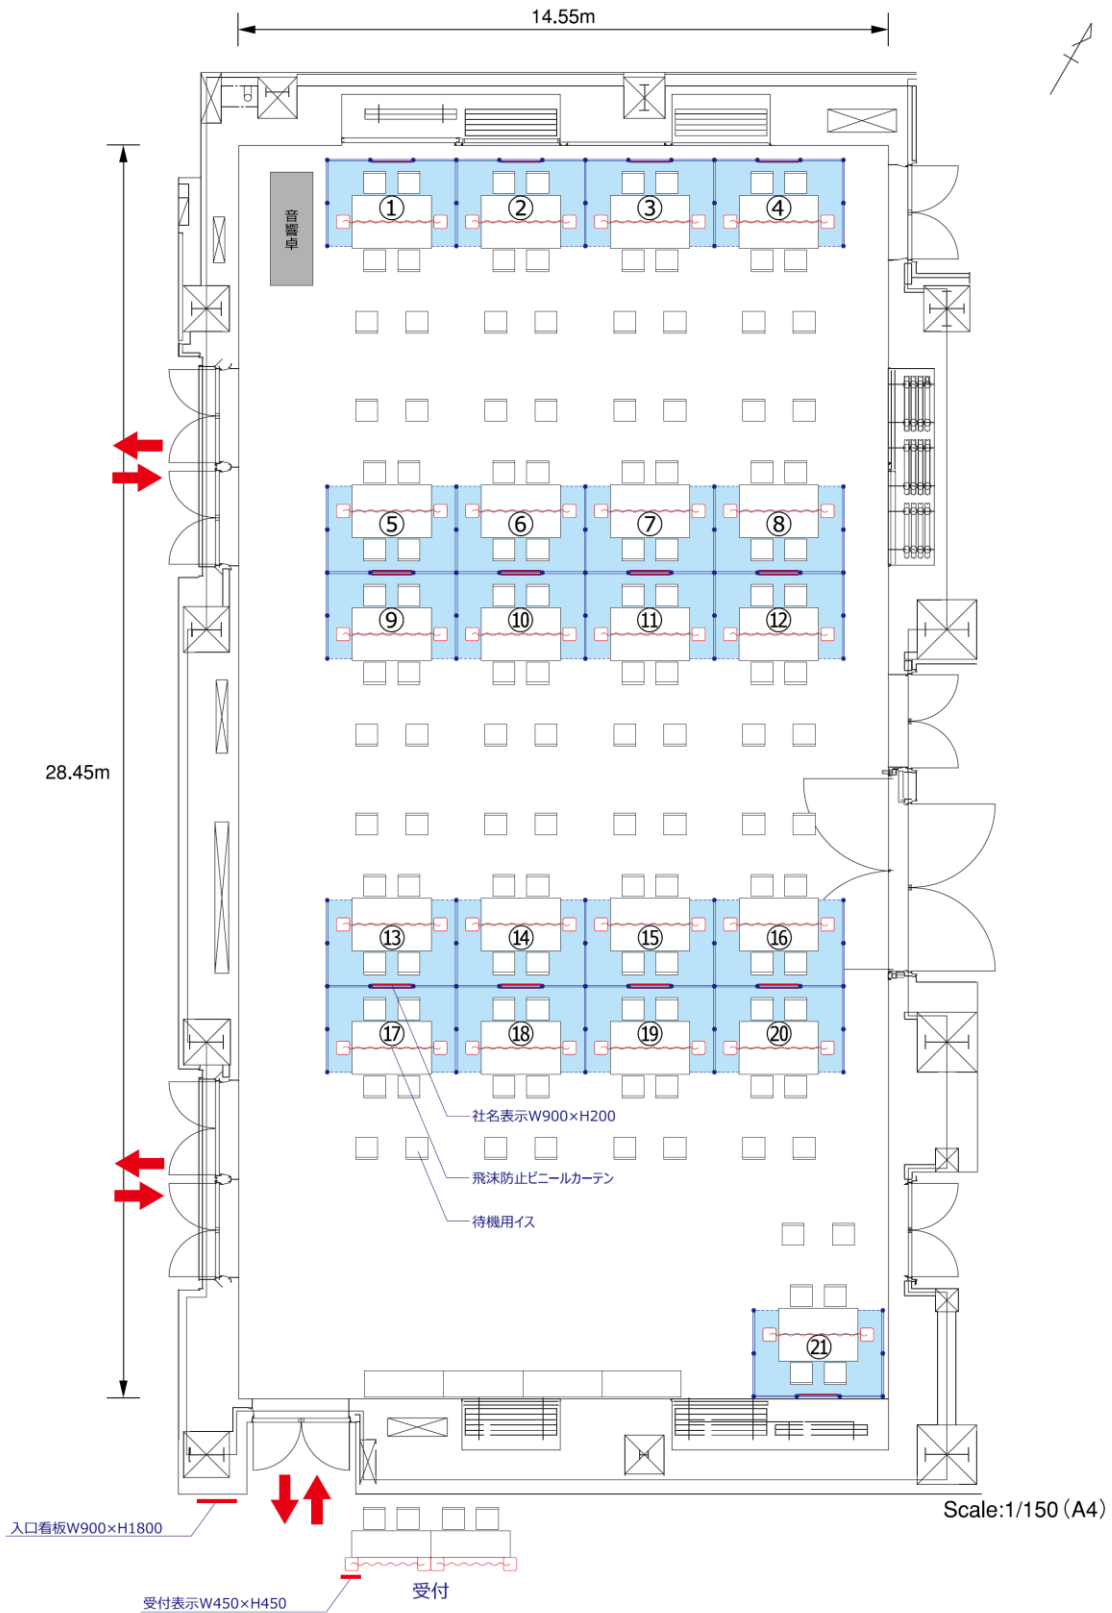 14.55m
音響卓
①
②
③
④
⑤
⑥
⑦
⑧
⑨
⑩
⑪
⑫
28.45m
⑬
⑭
⑮
⑯
⑰
⑱
⑲
⑳
社名表示W900×H200
飛沫防止ビニールカーテン
待機用イス
㉑
Scale:1/150（A4）
入口看板W900×H1800
受付
受付表示W450×H450